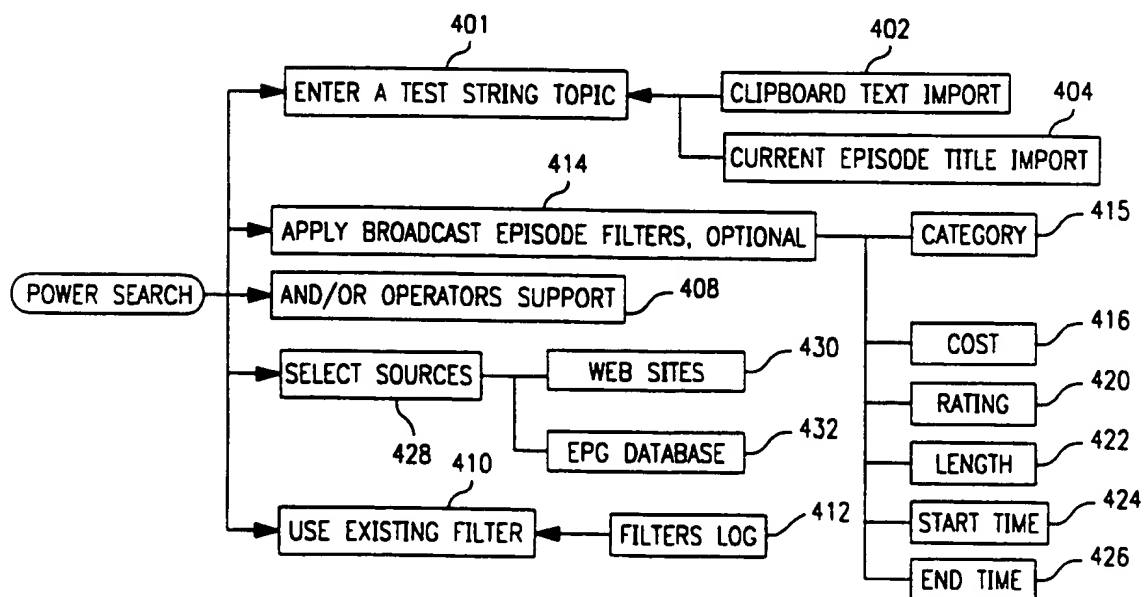 401
402
ENTER A TEST STRING TOPIC
CLIPBOARD TEXT IMPORT
404
CURRENT EPISODE TITLE IMPORT
414
415
APPLY BROADCAST EPISODE FILTERS, OPTIONAL
CATEGORY
POWER SEARCH
AND/OR OPERATORS SUPPORT
408
416
COST
SELECT SOURCES
WEB SITES
430
420
RATING
428
EPG DATABASE
432
422
LENGTH
410
424
USE EXISTING FILTER
FILTERS LOG
412
START TIME
426
END TIME